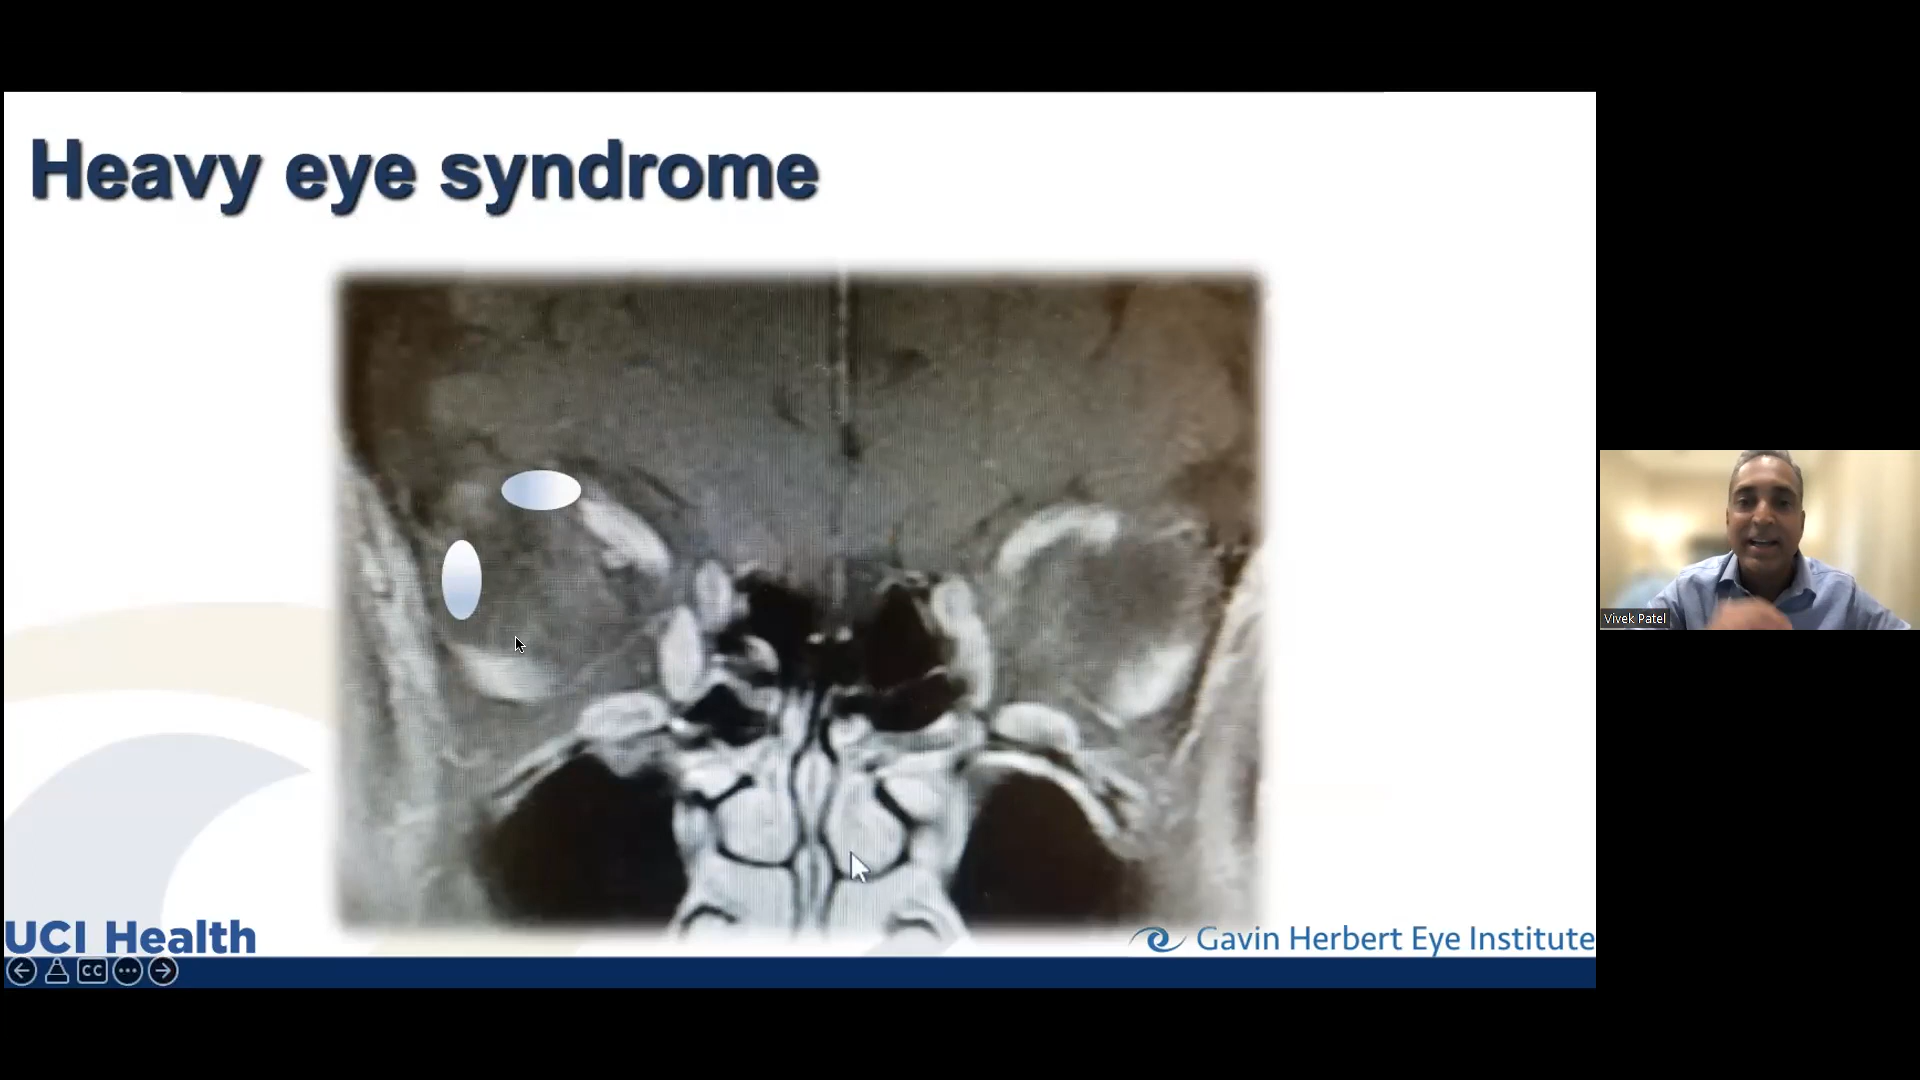 Heavy eye syndrome
Vivek Patel
UCI Health
Gavin Herbert Eye Institute
CC